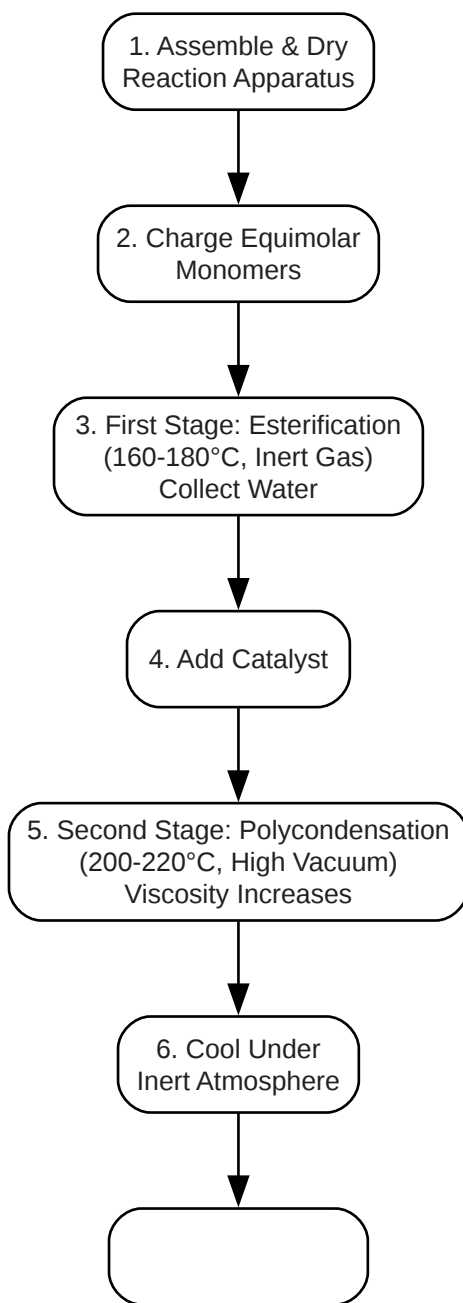 1. Assemble & Dry
Reaction Apparatus
2. Charge Equimolar
Monomers
3. First Stage: Esterification
(160-180°C, Inert Gas)
Collect Water
4. Add Catalyst
5. Second Stage: Polycondensation
(200-220°C, High Vacuum)
Viscosity Increases
6. Cool Under
Inert Atmosphere